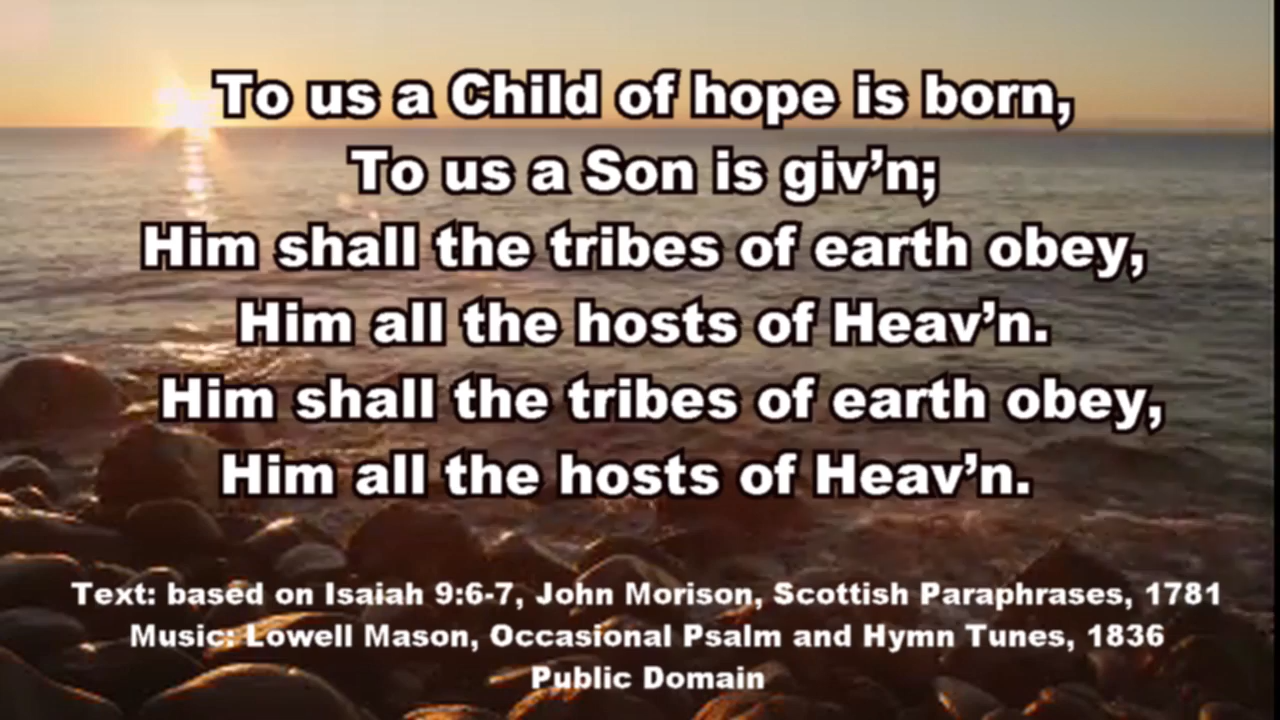 To us a Child of hope is born,
To us a Son is giv’n;
Him shall the tribes of earth obey,
Him all the hosts of Heav’n.
Him shall the tribes of earth obey,
Him all the hosts of Heav’n.
Text: based on Isaiah 9:6-7, John Morison, Scottish Paraphrases, 1781
Music: Lowell Mason, Occasional Psalm and Hymn Tunes, 1836
Public Domain